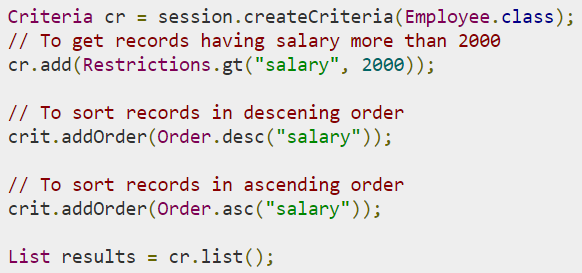 Criteria cr = session.createCriteria(Employee.class);
// To get records having salary more than 2000
cr.add(Restrictions.gt("salary", 2000));
// To sort records in descening order
crit.addOrder(Order.desc("salary"));
// To sort records in ascending order
crit.addOrder(Order.asc("salary"));
List results = cr.list();